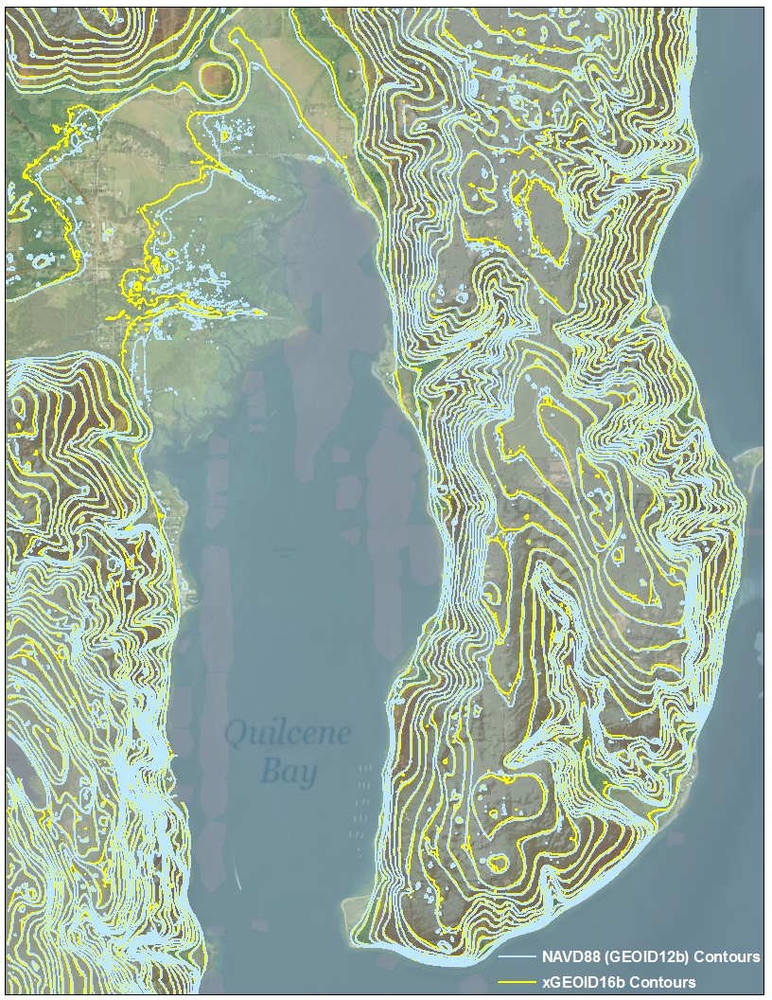 Quilcene
Bay
NAVD88 (GEOID12b) Contours
xGEOID16b Contours